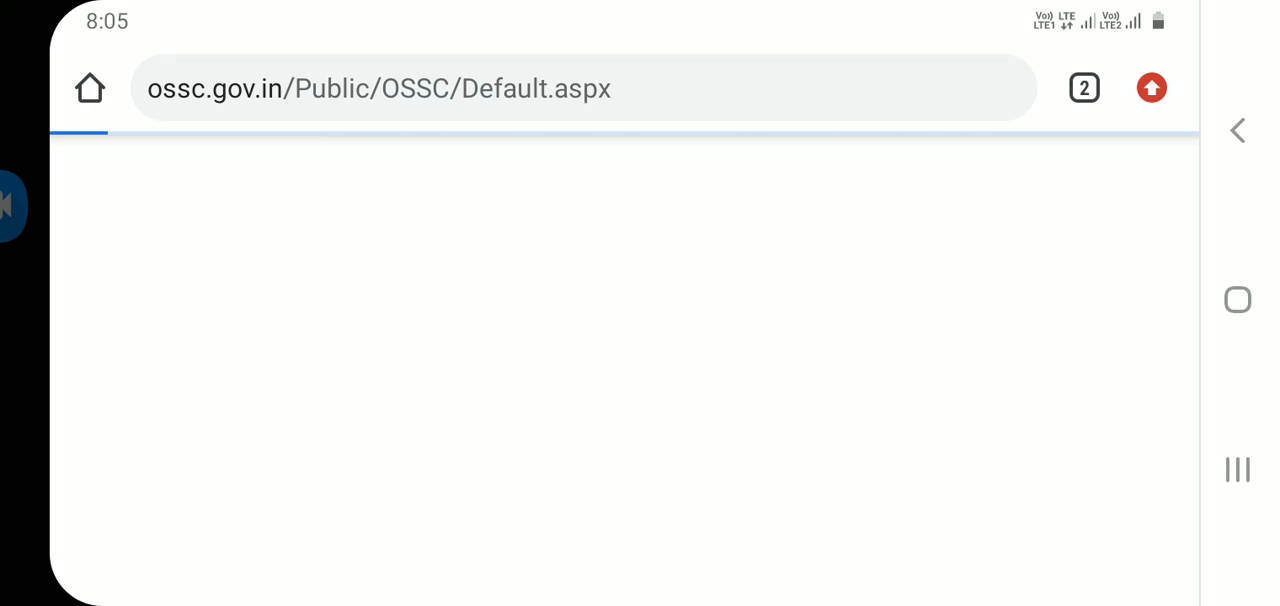 8:05
Vo)) LTE Vo))
LTE1 LTE2
ossc.gov.in/Public/OSSC/Default.aspx
2